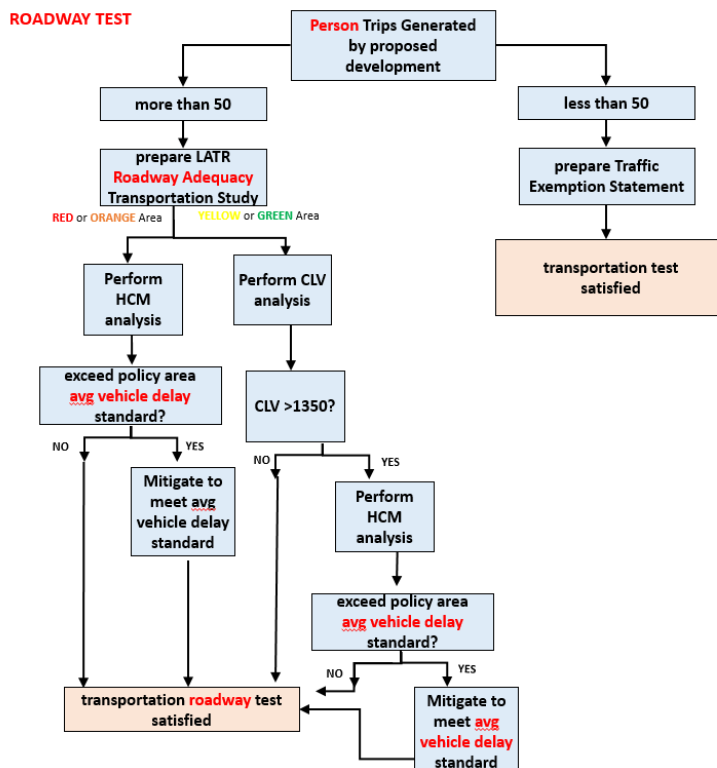 ROADWAY TEST
Person Trips Generated
by proposed
development
more than 50
less than 50
prepare LATR
Roadway Adequacy
Transportation Study
prepare Traffic
Exemption Statement
RED or ORANGE Area
YELLOW or GREEN Area
transportation test
satisfied
Perform
HCM
analysis
Perform CLV
analysis
exceed policy area
avg vehicle delay
standard?
CLV >1350?
NO
YES
NO
YES
Mitigate to
meet avg
vehicle delay
standard
Perform
HCM
analysis
exceed policy area
avg vehicle delay
standard?
NO
YES
transportation roadway test
satisfied
Mitigate to
meet avg
vehicle delay
standard